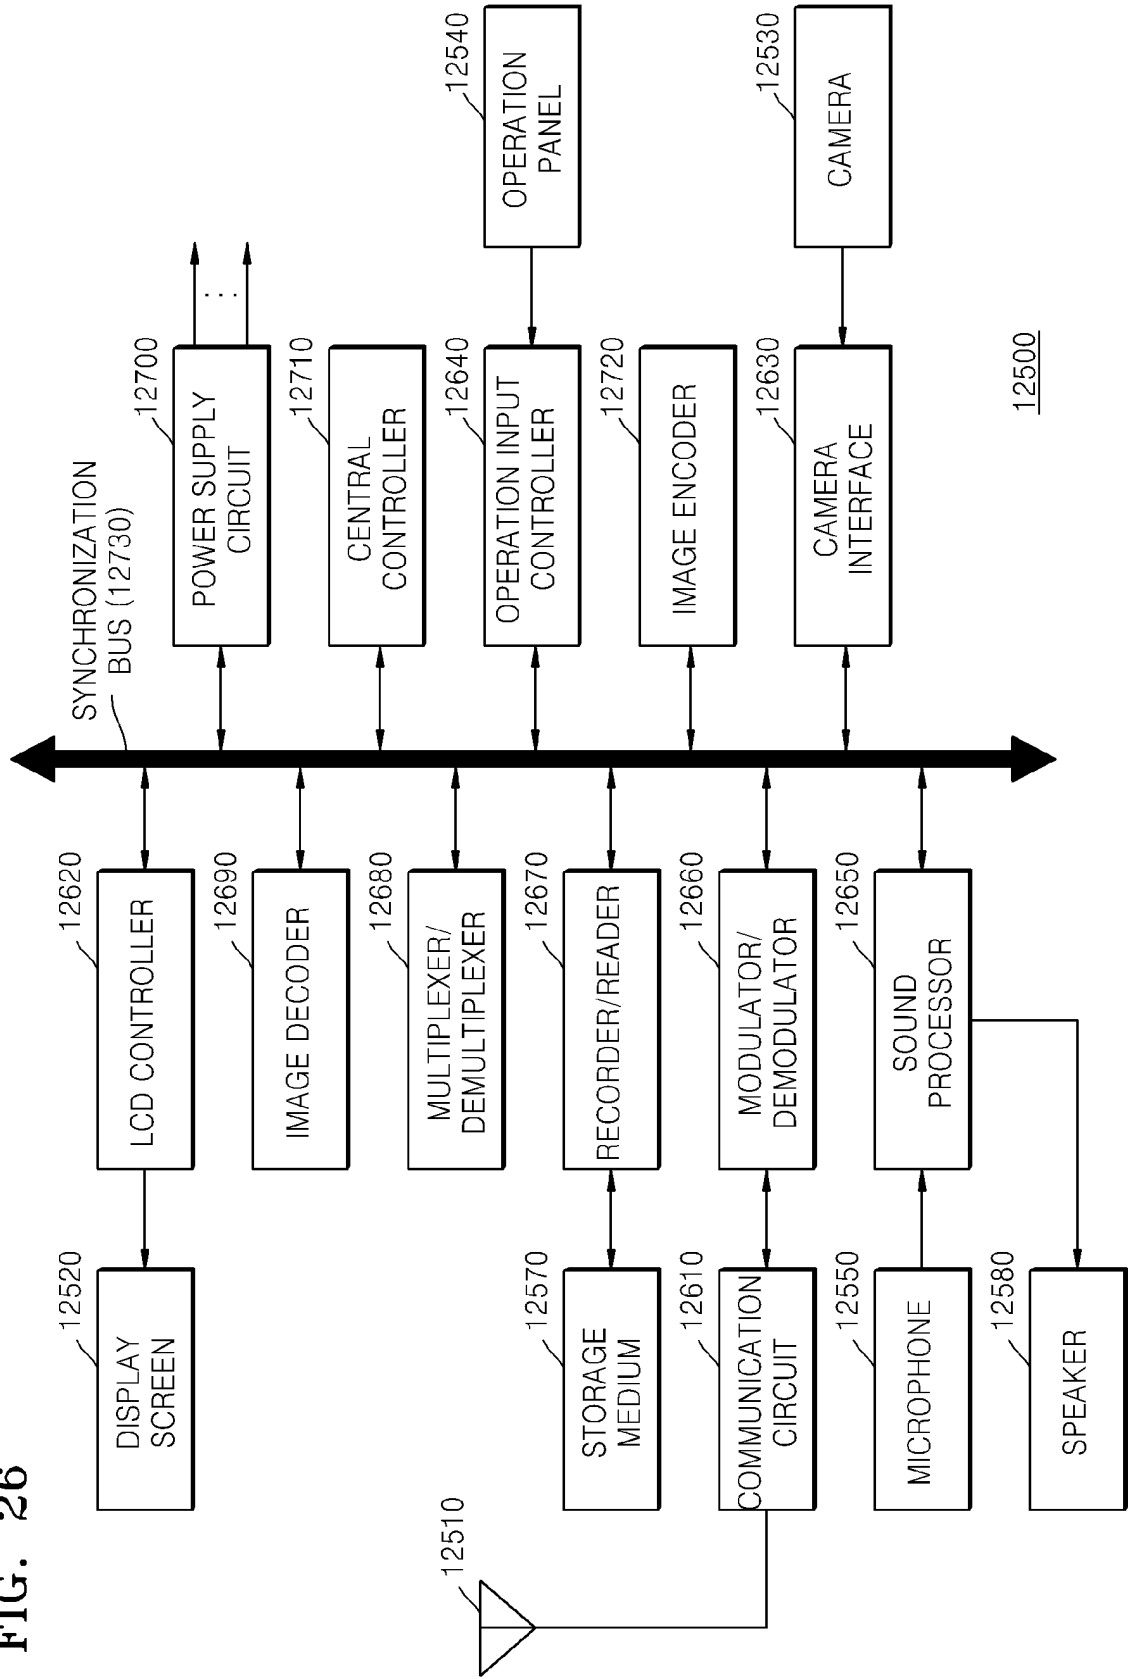 FIG. 26
12500
12510
12520
DISPLAY
SCREEN
12620
LCD CONTROLLER
SYNCHRONIZATION
BUS (12730)
12700
POWER SUPPLY
CIRCUIT
...
12690
IMAGE DECODER
12710
CENTRAL
CONTROLLER
12680
MULTIPLEXER/
DEMULTIPLEXER
12640
OPERATION INPUT
CONTROLLER
12540
OPERATION
PANEL
12570
STORAGE
MEDIUM
12670
RECORDER/READER
12720
IMAGE ENCODER
12610
COMMUNICATION
CIRCUIT
12660
MODULATOR/
DEMODULATOR
12630
CAMERA
INTERFACE
12530
CAMERA
12550
MICROPHONE
12650
SOUND
PROCESSOR
12580
SPEAKER